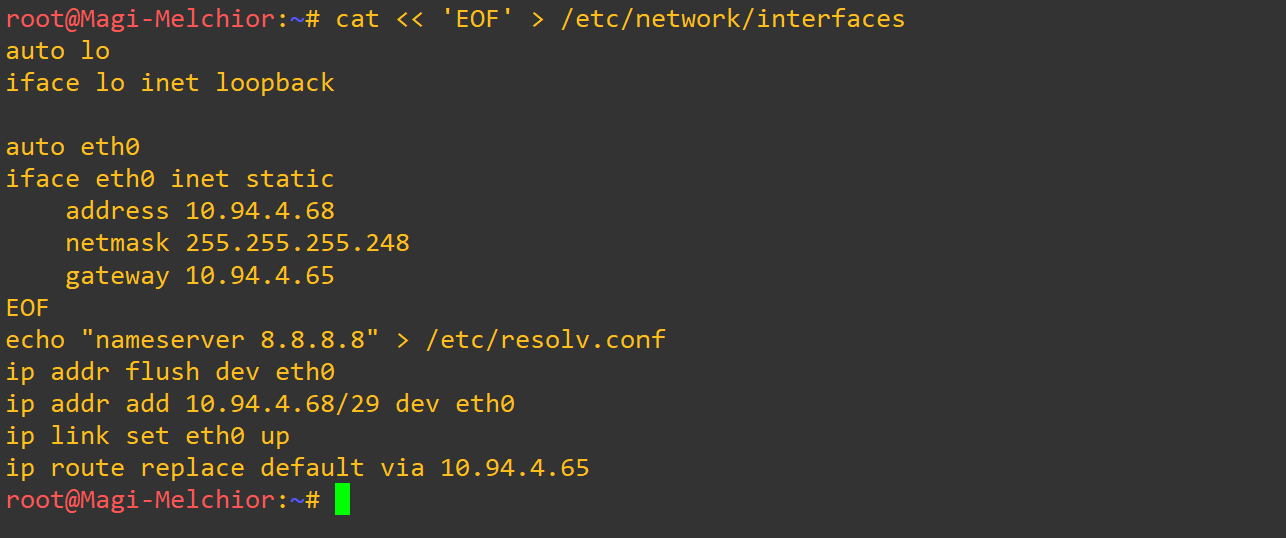 root@Magi-Melchior:~# cat << 'EOF' > /etc/network/interfaces
auto lo
iface lo inet loopback

auto eth0
iface eth0 inet static
    address 10.94.4.68
    netmask 255.255.255.248
    gateway 10.94.4.65
EOF
echo "nameserver 8.8.8.8" > /etc/resolv.conf
ip addr flush dev eth0
ip addr add 10.94.4.68/29 dev eth0
ip link set eth0 up
ip route replace default via 10.94.4.65
root@Magi-Melchior:~#